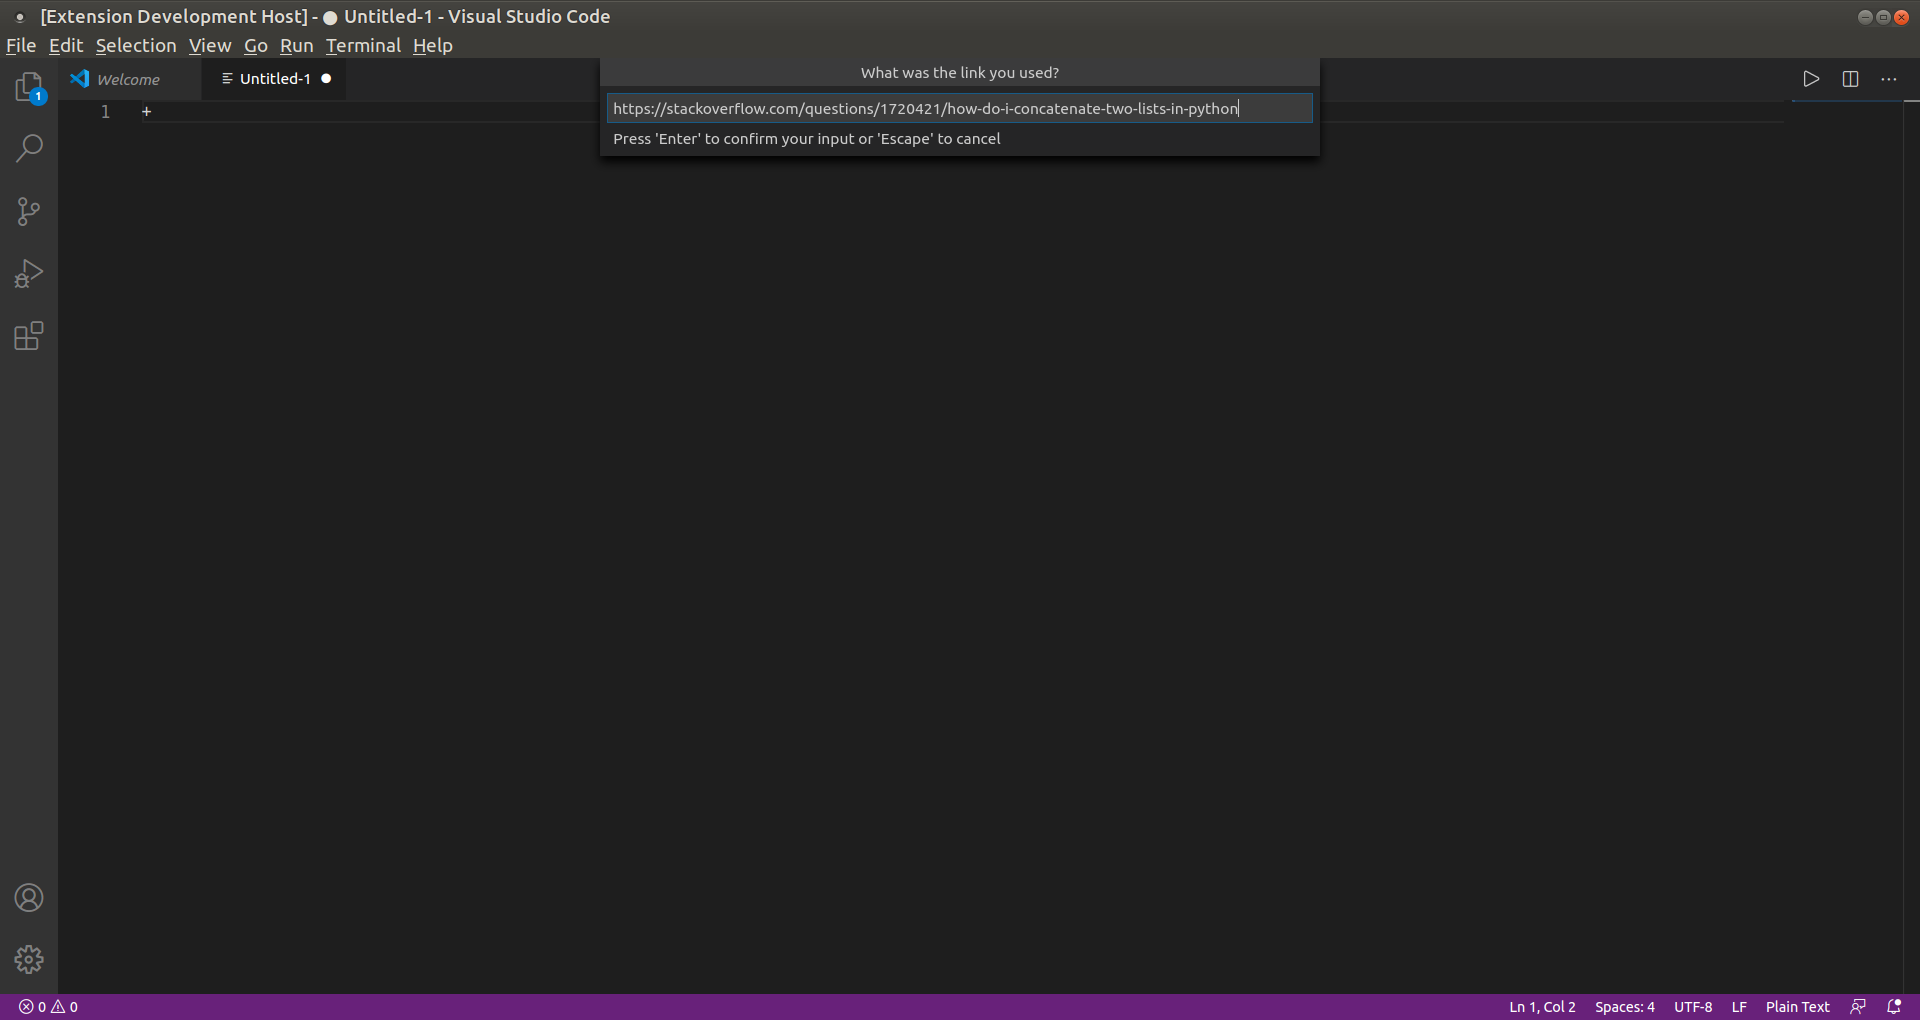 [Extension Development Host] - ● Untitled-1 - Visual Studio Code
File Edit Selection View Go Run Terminal Help
Welcome
Untitled-1 ●
What was the link you used?
1
https://stackoverflow.com/questions/1720421/how-do-i-concatenate-two-lists-in-python
1 +
Press 'Enter' to confirm your input or 'Escape' to cancel
0 0
Ln 1, Col 2 Spaces: 4 UTF-8 LF Plain Text